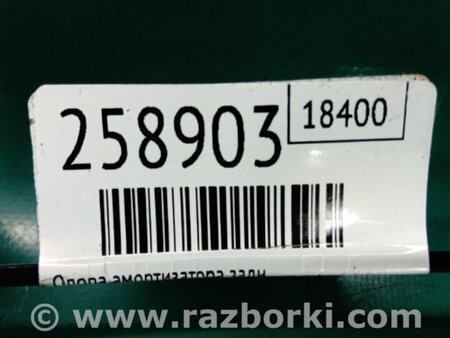 258903
18400
Опора амортизатора задн
© www.razborki.com